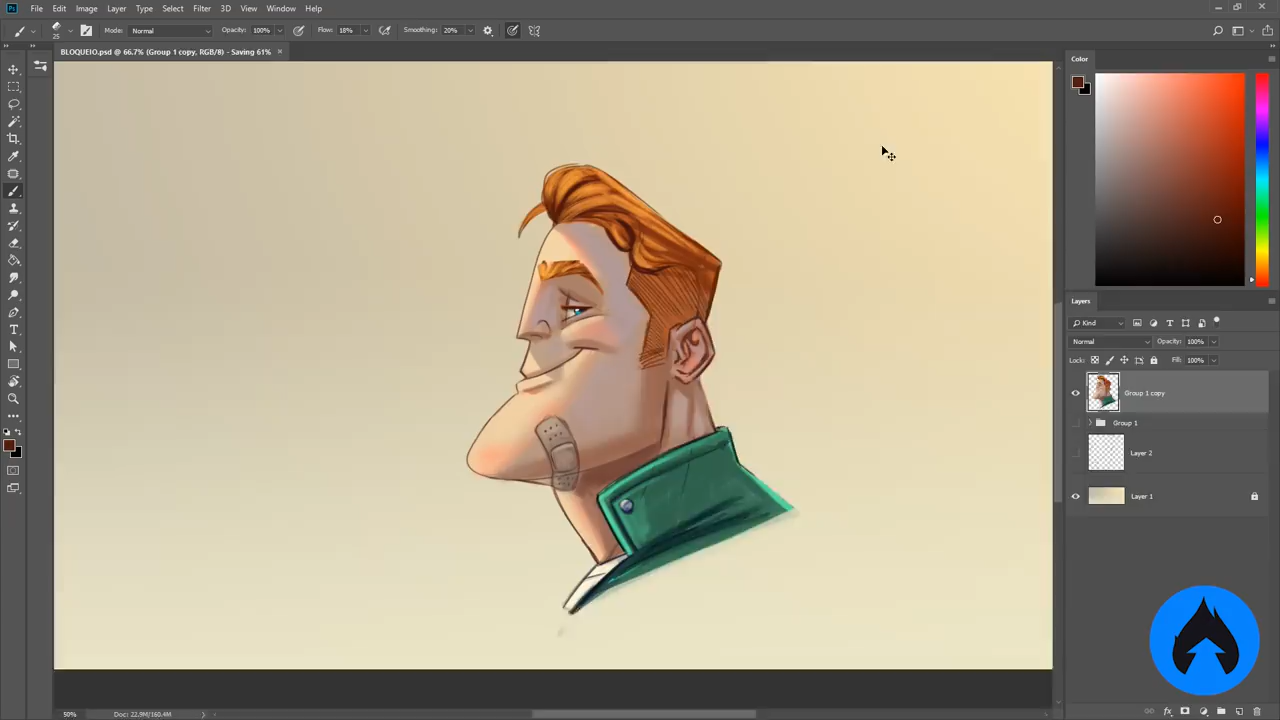 Ps File Edit Image Layer Type Select Filter 3D View Window Help
25 Mode: Normal Opacity: 100% Flow: 18% Smoothing: 20%
BLOQUEIO.psd @ 66.7% (Group 1 copy, RGB/8) - Saving 61% ×
Color
Layers
Kind
Normal Opacity: 100%
Lock: Fill: 100%
Group 1 copy
Group 1
Layer 2
Layer 1
50% Doc: 22.9M/160.4M